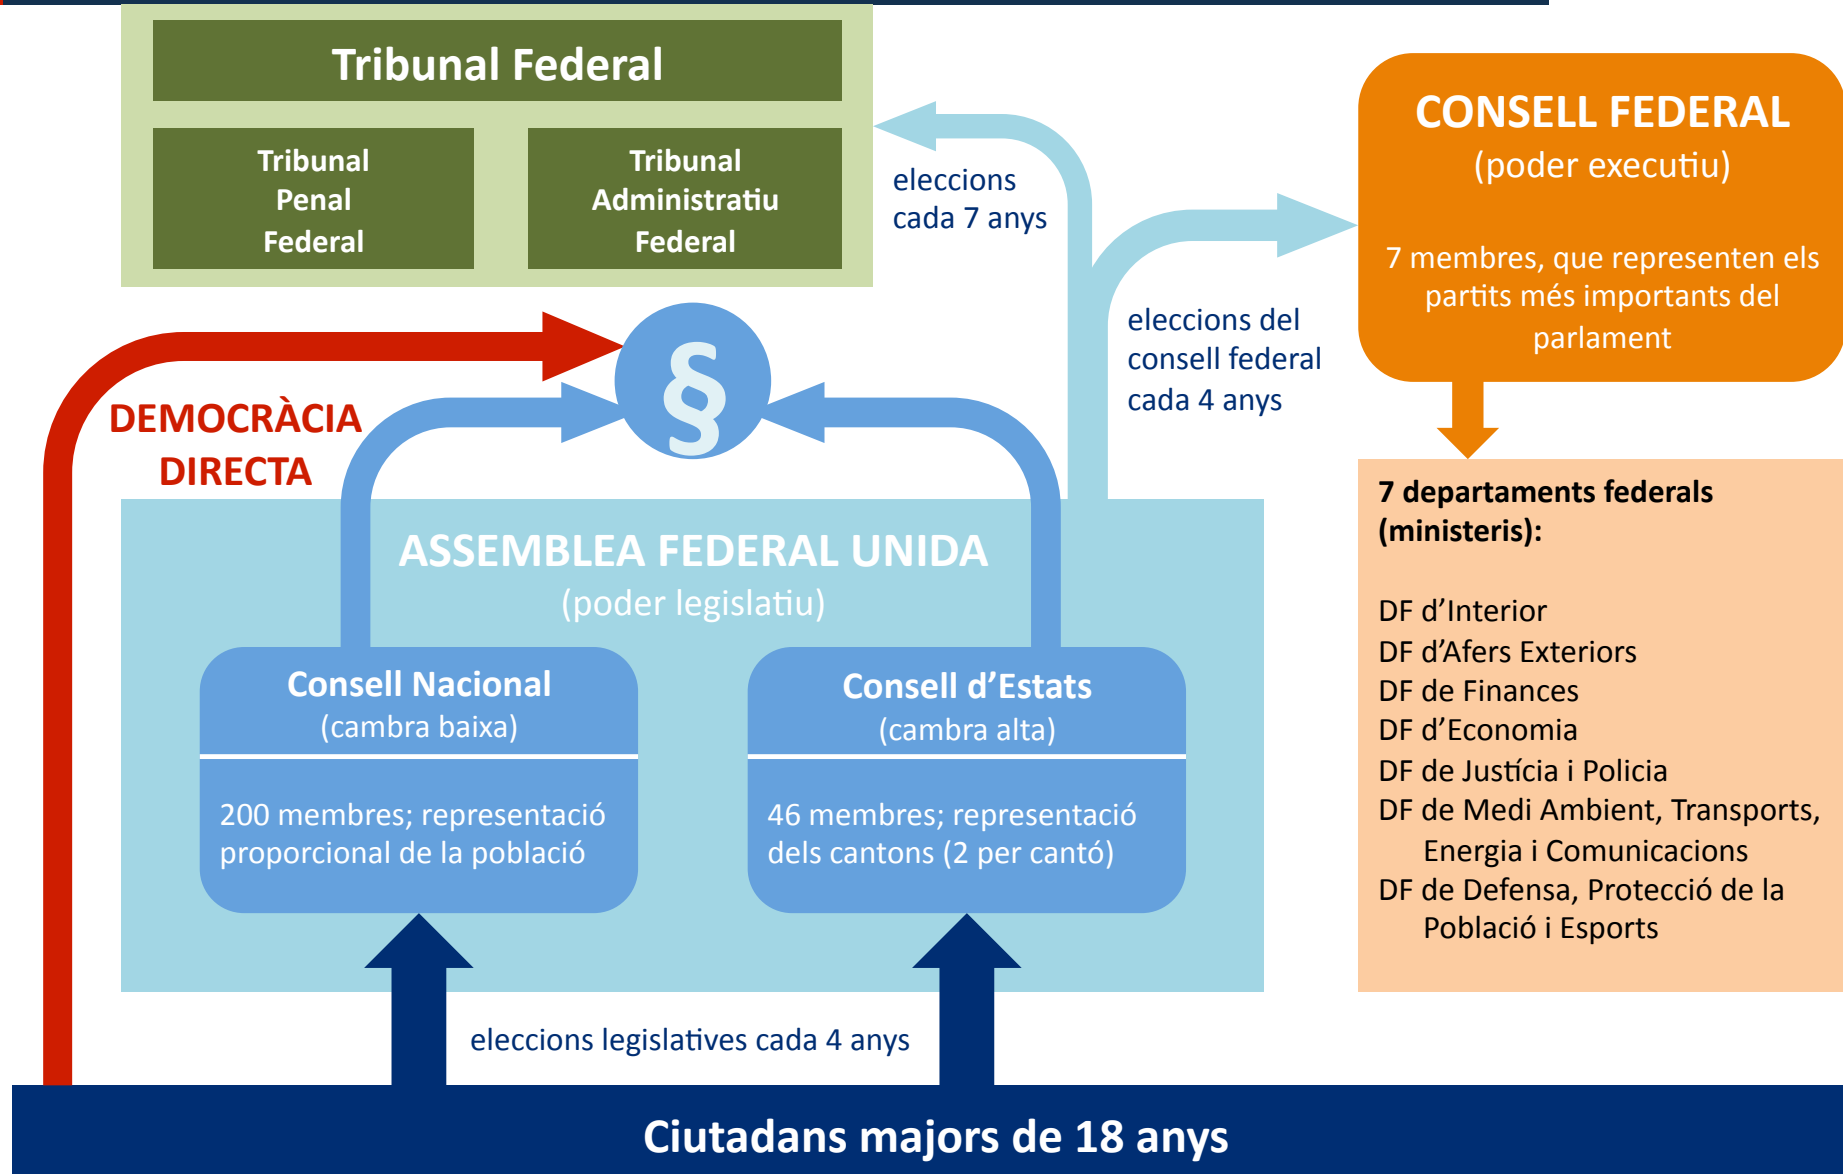 Tribunal Federal
Tribunal
Penal
Federal
Tribunal
Administratiu
Federal
eleccions
cada 7 anys
CONSELL FEDERAL
(poder executiu)
7 membres, que representen els
partits més importants del
parlament
eleccions del
consell federal
cada 4 anys
§
DEMOCRÀCIA
DIRECTA
ASSEMBLEA FEDERAL UNIDA
(poder legislatiu)
Consell Nacional
(cambra baixa)
200 membres; representació
proporcional de la població
Consell d’Estats
(cambra alta)
46 membres; representació
dels cantons (2 per cantó)
7 departaments federals
(ministeris):
DF d’Interior
DF d’Afers Exteriors
DF de Finances
DF d’Economia
DF de Justícia i Policia
DF de Medi Ambient, Transports,
Energia i Comunicacions
DF de Defensa, Protecció de la
Població i Esports
eleccions legislatives cada 4 anys
Ciutadans majors de 18 anys